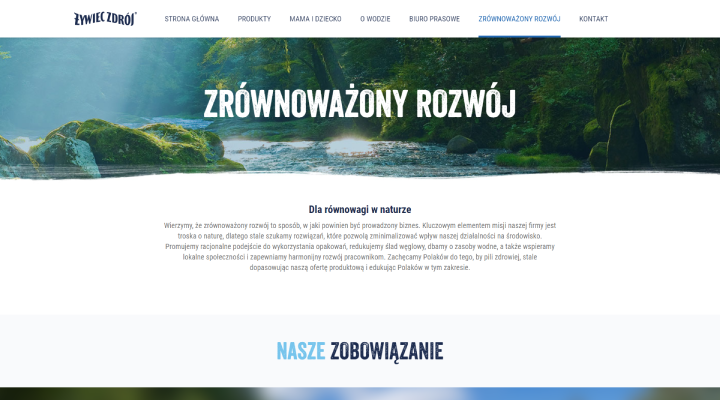 ŻYWIEC ZDRÓJ
STRONA GŁÓWNA PRODUKTY MAMA I DZIECKO O WODZIE BIURO PRASOWE ZRÓWNOWAŻONY ROZWÓJ KONTAKT
ZRÓWNOWAŻONY ROZWÓJ
Dla równowagi w naturze
Wierzymy, że zrównoważony rozwój to sposób, w jaki powinien być prowadzony biznes. Kluczowym elementem misji naszej firmy jest
troska o naturę, dlatego stale szukamy rozwiązań, które pozwolą zminimalizować wpływ naszej działalności na środowisko.
Promujemy racjonalne podejście do wykorzystania opakowań, redukujemy ślad węglowy, dbamy o zasoby wodne, a także wspieramy
lokalne społeczności i zapewniamy harmonijny rozwój pracownikom. Zachęcamy Polaków do tego, by pili zdrowiej, stale
dopasowując naszą ofertę produktową i edukując Polaków w tym zakresie.
NASZE ZOBOWIĄZANIE